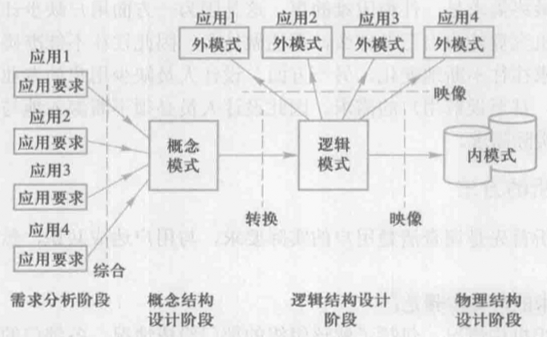 应用1 应用2 应用3 应用4
外模式 外模式 外模式 外模式
应用1
应用要求
应用2
应用要求
应用3
应用要求
应用4
应用要求
概念
模式
逻辑
模式
内模式
映像
综合
转换
映像
需求分析阶段
概念结构
设计阶段
逻辑结构设计
阶段
物理结构
设计阶段